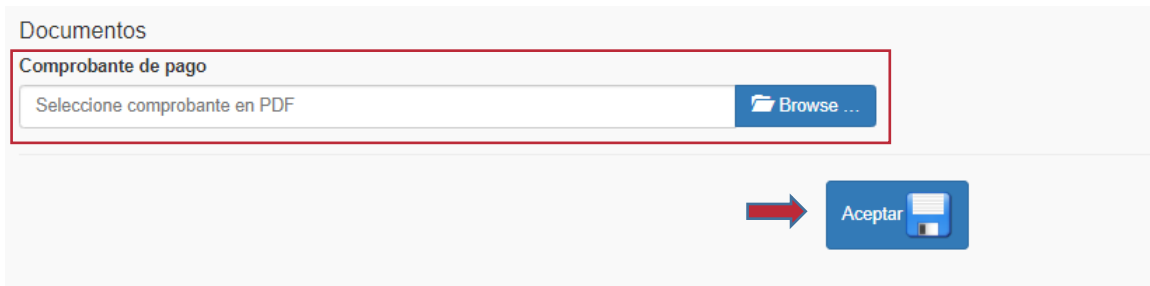 Documentos
Comprobante de pago
Seleccione comprobante en PDF
Browse ...
Aceptar